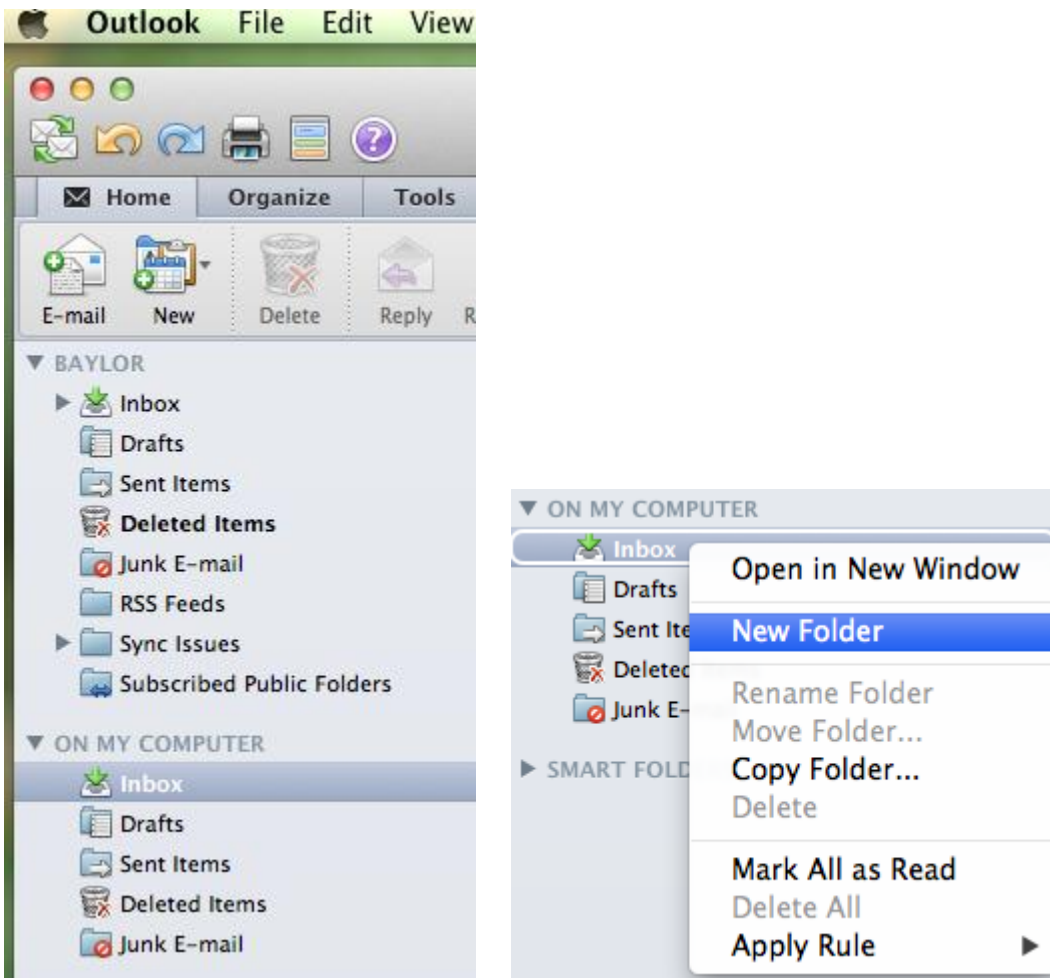 Outlook File Edit View
Home Organize Tools
E-mail New Delete Reply R
BAYLOR
Inbox
Drafts
Sent Items
Deleted Items
Junk E-mail
RSS Feeds
Sync Issues
Subscribed Public Folders
ON MY COMPUTER
Inbox
Drafts
Sent Items
Deleted Items
Junk E-mail
ON MY COMPUTER
Inbox
Drafts
Sent Ite
Deleted
Junk E-
SMART FOLD
Open in New Window
New Folder
Rename Folder
Move Folder...
Copy Folder...
Delete
Mark All as Read
Delete All
Apply Rule